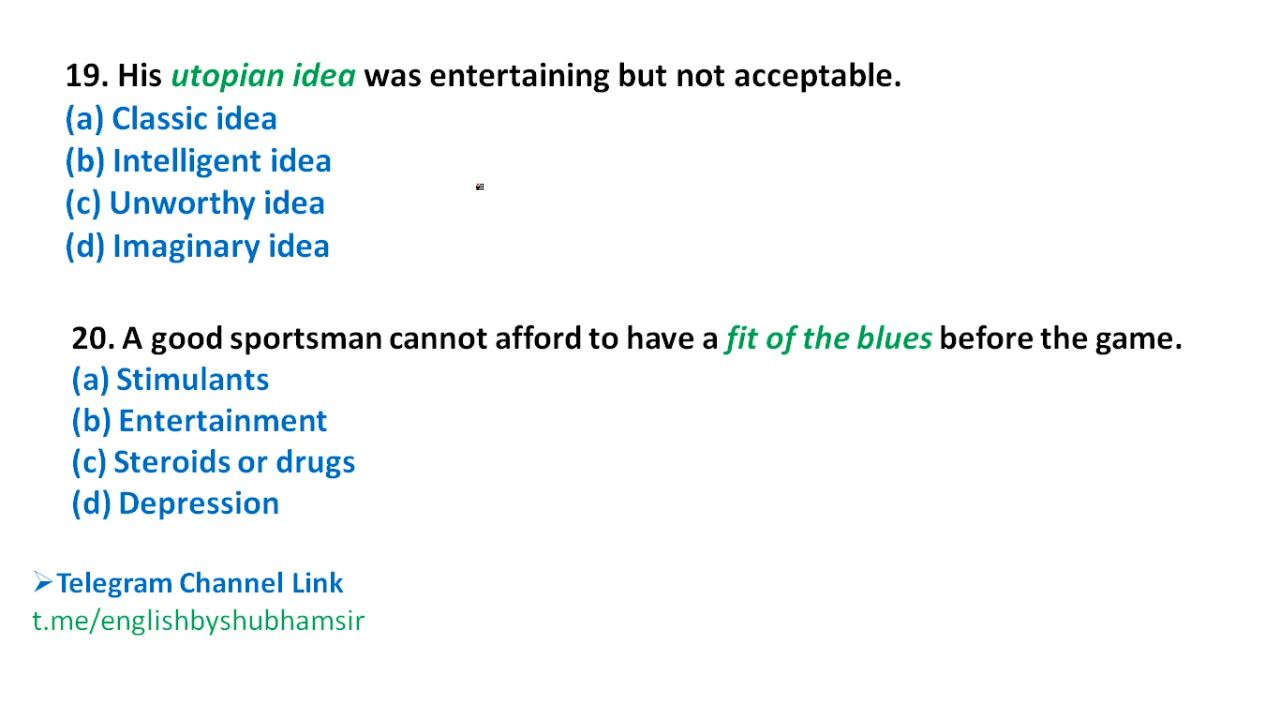 19. His utopian idea was entertaining but not acceptable.
(a) Classic idea
(b) Intelligent idea
(c) Unworthy idea
(d) Imaginary idea
20. A good sportsman cannot afford to have a fit of the blues before the game.
(a) Stimulants
(b) Entertainment
(c) Steroids or drugs
(d) Depression
➢Telegram Channel Link
t.me/englishbyshubhamsir